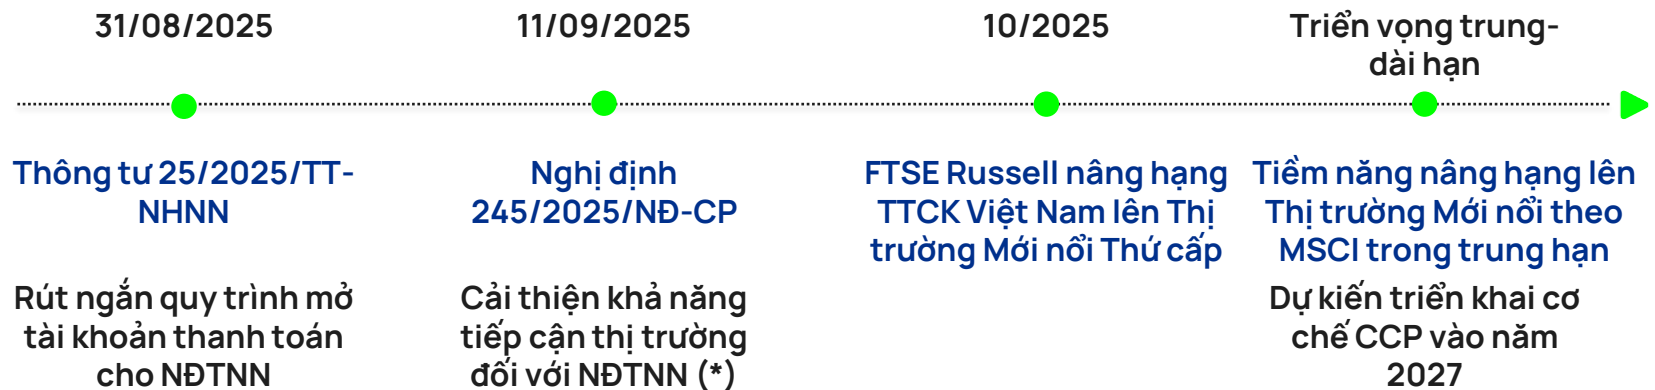 31/08/2025
11/09/2025
10/2025
Triển vọng trung-
dài hạn
Thông tư 25/2025/TT-
NHNN
Rút ngắn quy trình mở
tài khoản thanh toán
cho NĐTNN
Nghị định
245/2025/NĐ-CP
Cải thiện khả năng
tiếp cận thị trường
đối với NĐTNN (*)
FTSE Russell nâng hạng
TTCK Việt Nam lên Thị
trường Mới nổi Thứ cấp
Tiềm năng nâng hạng lên
Thị trường Mới nổi theo
MSCI trong trung hạn
Dự kiến triển khai cơ
chế CCP vào năm
2027